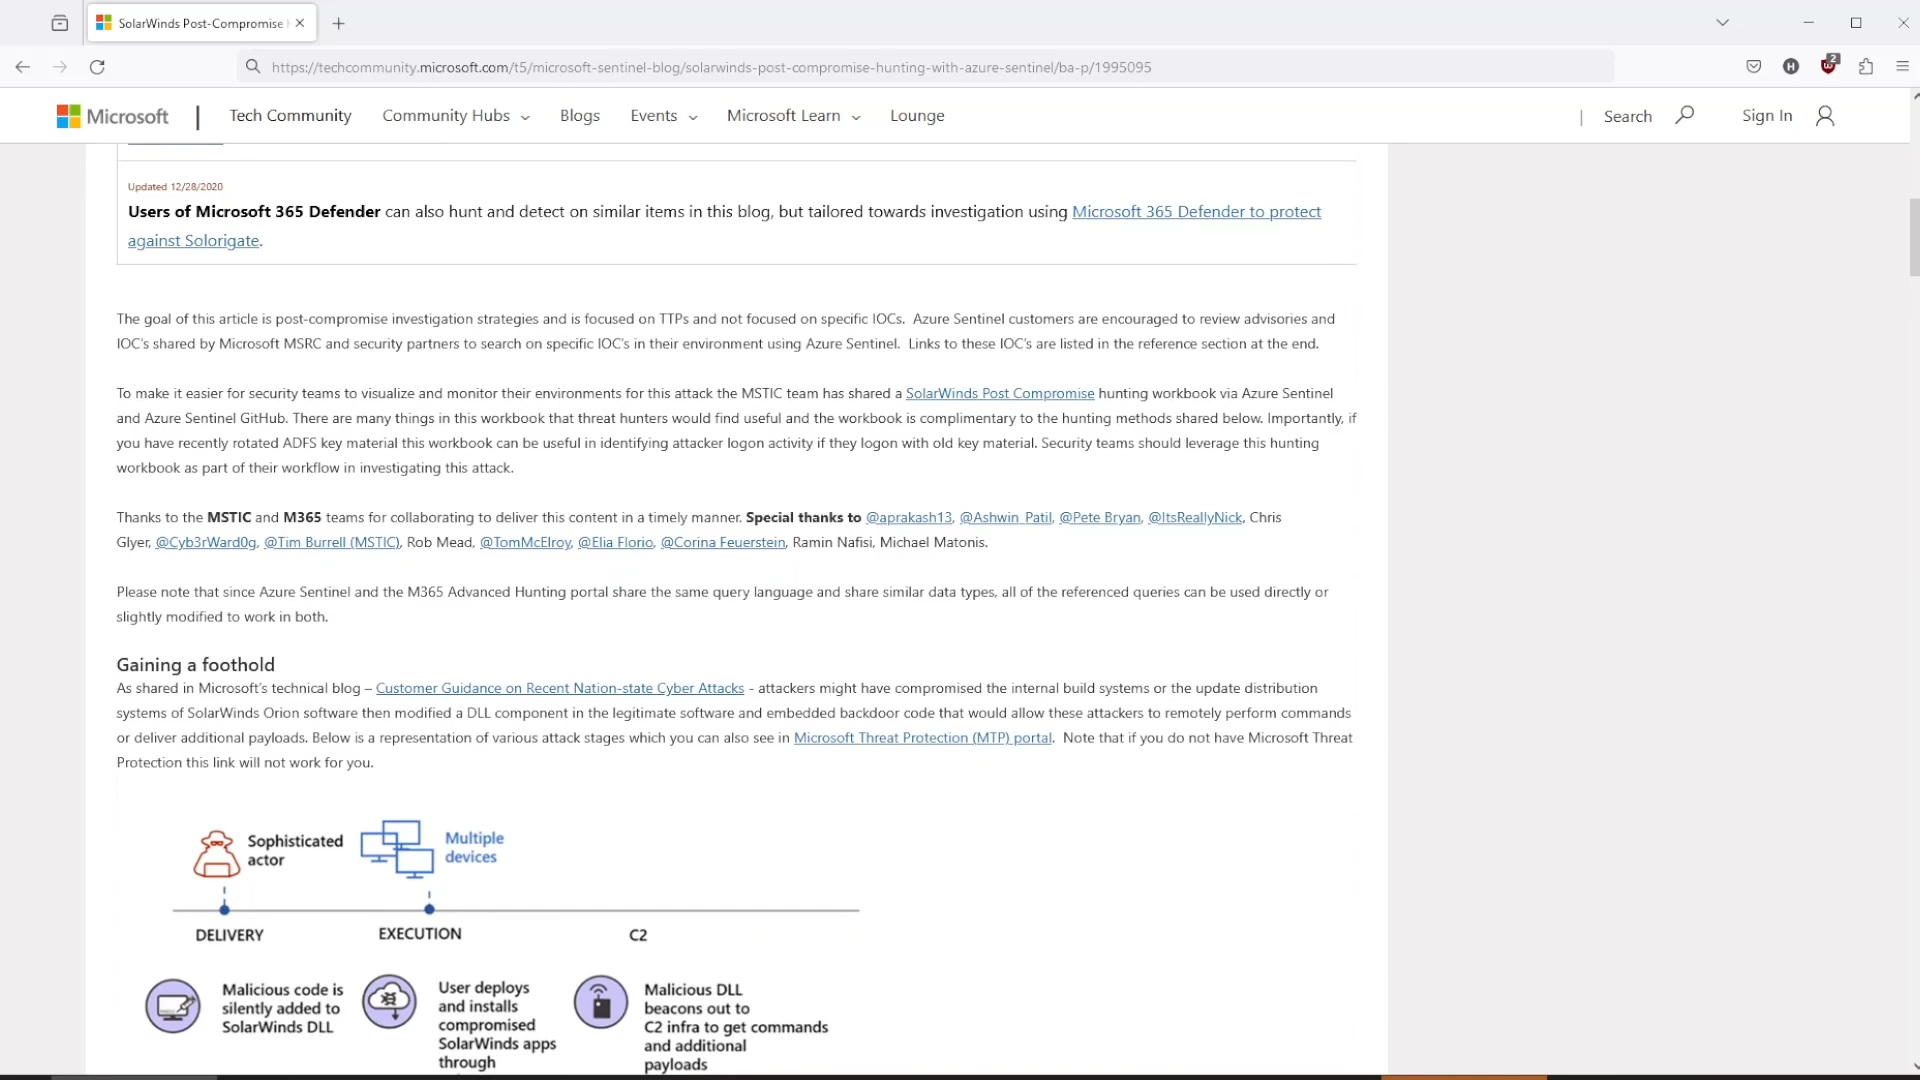 SolarWinds Post-Compromise
https://techcommunity.microsoft.com/t5/microsoft-sentinel-blog/solarwinds-post-compromise-hunting-with-azure-sentinel/ba-p/1995095
2
Microsoft | Tech Community Community Hubs Blogs Events Microsoft Learn Lounge | Search Sign In
Updated 12/28/2020
Users of Microsoft 365 Defender can also hunt and detect on similar items in this blog, but tailored towards investigation using Microsoft 365 Defender to protect
against Solorigate.
The goal of this article is post-compromise investigation strategies and is focused on TTPs and not focused on specific IOCs. Azure Sentinel customers are encouraged to review advisories and
IOC's shared by Microsoft MSRC and security partners to search on specific IOC's in their environment using Azure Sentinel. Links to these IOC's are listed in the reference section at the end.
To make it easier for security teams to visualize and monitor their environments for this attack the MSTIC team has shared a SolarWinds Post Compromise hunting workbook via Azure Sentinel
and Azure Sentinel GitHub. There are many things in this workbook that threat hunters would find useful and the workbook is complimentary to the hunting methods shared below. Importantly, if
you have recently rotated ADFS key material this workbook can be useful in identifying attacker logon activity if they logon with old key material. Security teams should leverage this hunting
workbook as part of their workflow in investigating this attack.
Thanks to the MSTIC and M365 teams for collaborating to deliver this content in a timely manner. Special thanks to @aprakash13, @Ashwin_Patil, @Pete Bryan, @ItsReallyNick, Chris
Glyer, @Cyb3rWard0g, @Tim Burrell (MSTIC), Rob Mead, @TomMcElroy, @Elia Florio, @Corina Feuerstein, Ramin Nafisi, Michael Matonis.
Please note that since Azure Sentinel and the M365 Advanced Hunting portal share the same query language and share similar data types, all of the referenced queries can be used directly or
slightly modified to work in both.
Gaining a foothold
As shared in Microsoft's technical blog – Customer Guidance on Recent Nation-state Cyber Attacks - attackers might have compromised the internal build systems or the update distribution
systems of SolarWinds Orion software then modified a DLL component in the legitimate software and embedded backdoor code that would allow these attackers to remotely perform commands
or deliver additional payloads. Below is a representation of various attack stages which you can also see in Microsoft Threat Protection (MTP) portal. Note that if you do not have Microsoft Threat
Protection this link will not work for you.
Sophisticated
actor
Multiple
devices
DELIVERY
EXECUTION
C2
Malicious code is
silently added to
SolarWinds DLL
User deploys
and installs
compromised
SolarWinds apps
through
Malicious DLL
beacons out to
C2 infra to get commands
and additional
payloads